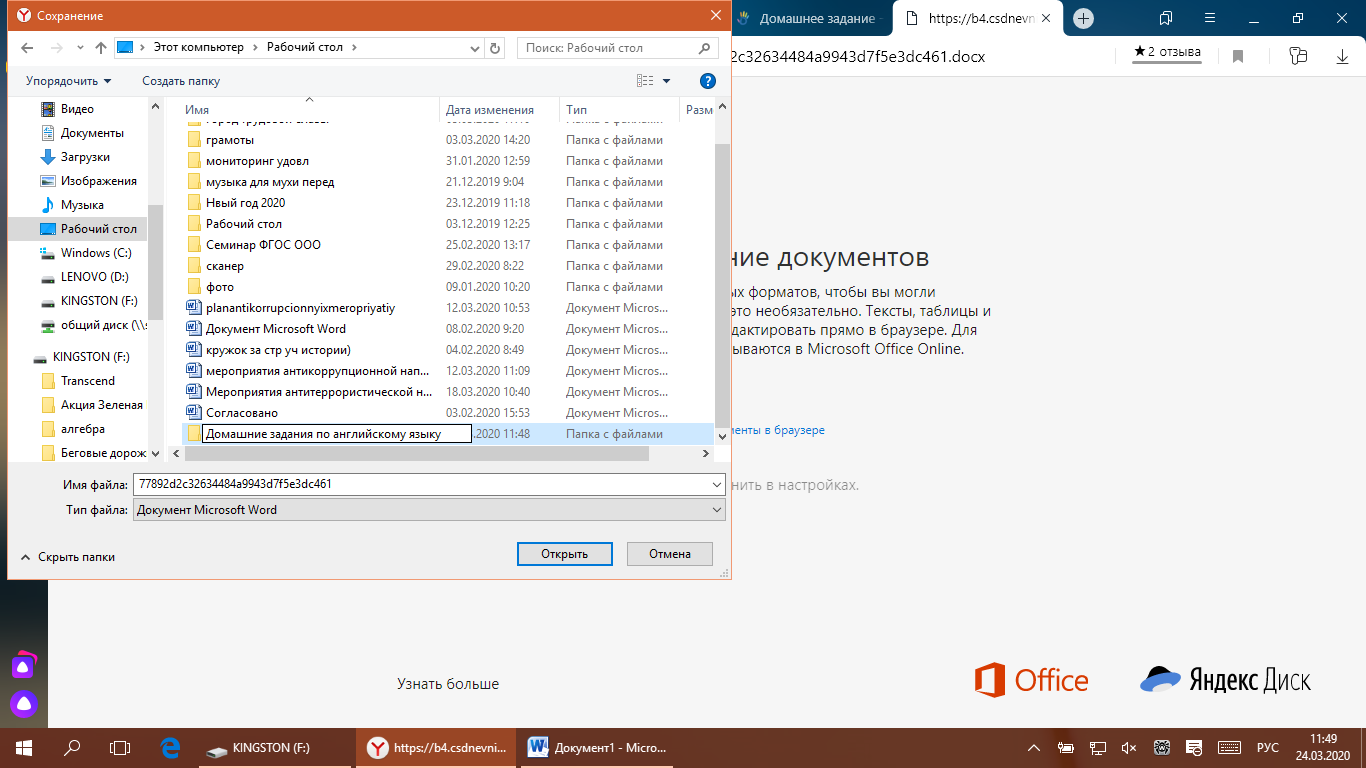 Сохранение
Домашнее задание
https://b4.csdnevn
Этот компьютер
Рабочий стол
Поиск: Рабочий стол
2c32634484a9943d7f5e3dc461.docx
★2 отзыва
Упорядочить
Создать папку
Имя
Дата изменения
Тип
Разм
Видео
Документы
Загрузки
Изображения
Музыка
Рабочий стол
Windows (C:)
LENOVO (D:)
KINGSTON (F:)
общий диск (\\s
KINGSTON (F:)
Transcend
Акция Зеленая
алгебра
Беговые дорож
грамоты 03.03.2020 14:20 Папка с файлами
мониторинг удовл 31.01.2020 12:59 Папка с файлами
музыка для мухи перед 21.12.2019 9:04 Папка с файлами
Нвый год 2020 23.12.2019 11:18 Папка с файлами
Рабочий стол 03.12.2019 12:25 Папка с файлами
Семинар ФГОС ООО 25.02.2020 13:17 Папка с файлами
сканер 29.02.2020 8:22 Папка с файлами
фото 09.01.2020 10:20 Папка с файлами
planantikorrupcionnyixmeropriyatiy 12.03.2020 10:53 Документ Micros...
Документ Microsoft Word 08.02.2020 9:20 Документ Micros...
кружок за стр уч истории) 04.02.2020 8:49 Документ Micros...
мероприятия антикоррупционной нап... 12.03.2020 11:09 Документ Micros...
Мероприятия антитеррористической н... 18.03.2020 10:40 Документ Micros...
Согласовано 03.02.2020 15:53 Документ Micros...
Домашние задания по английскому языку .2020 11:48 Папка с файлами
Имя файла: 77892d2c32634484a9943d7f5e3dc461
Тип файла: Документ Microsoft Word
Скрыть папки
Открыть
Отмена
ние документов
ых форматов, чтобы вы могли
это необязательно. Тексты, таблицы и
дактировать прямо в браузере. Для
ываются в Microsoft Office Online.
менты в браузере
нить в настройках.
Узнать больше
Office
Яндекс Диск
KINGSTON (F:)
https://b4.csdnevni...
Документ1 - Micro...
РУС
11:49
24.03.2020